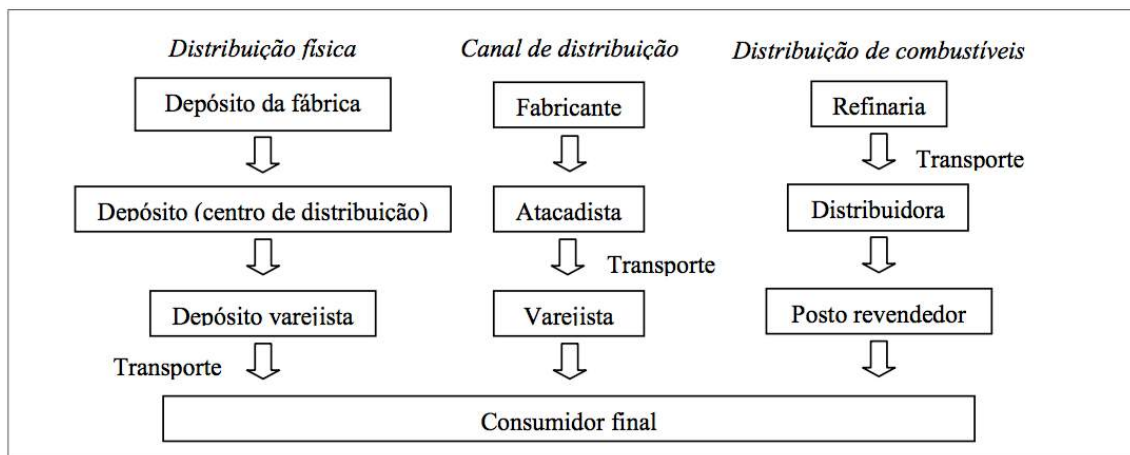 Distribuição física
Canal de distribuição
Distribuição de combustíveis
Depósito da fábrica
Fabricante
Refinaria
Transporte
Depósito (centro de distribuição)
Atacadista
Distribuidora
Transporte
Depósito varejista
Varejista
Posto revendedor
Transporte
Consumidor final